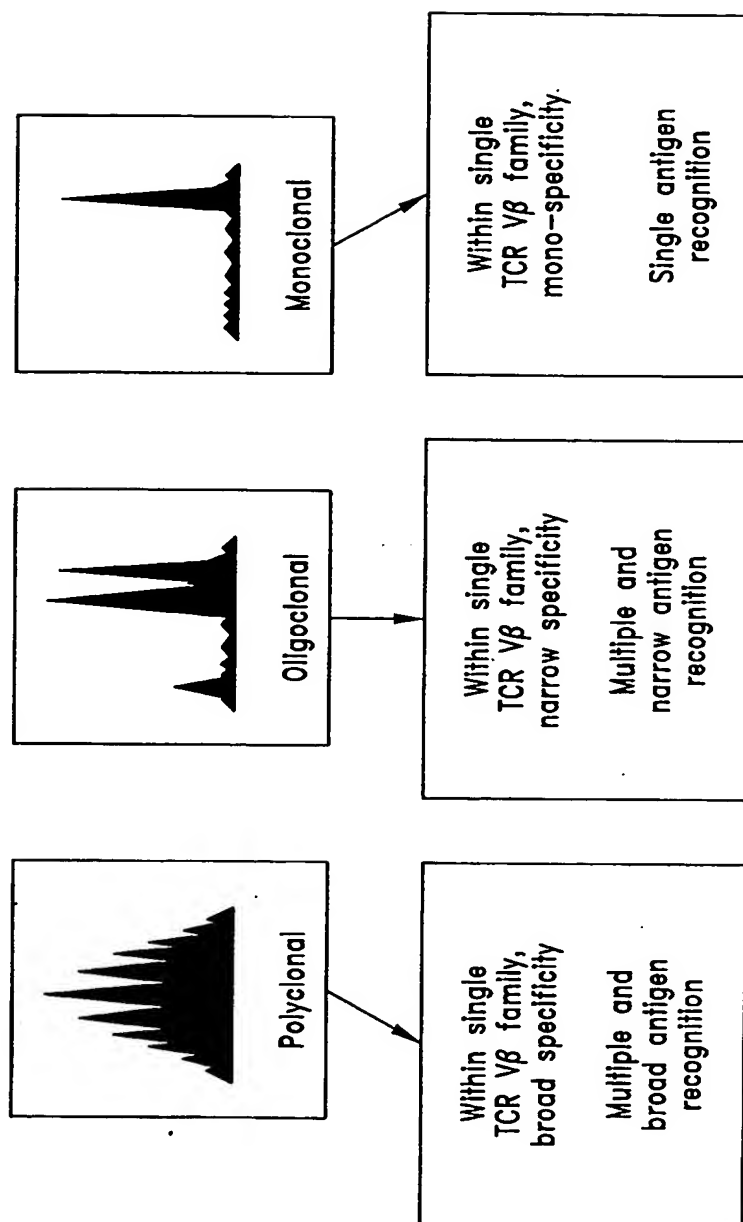 Polyclonal
Within single
TCR Vβ family,
broad specificity
Multiple and
broad antigen
recognition
Oligoclonal
Within single
TCR Vβ family,
narrow specificity
Multiple and
narrow antigen
recognition
Monoclonal
Within single
TCR Vβ family,
mono-specificity.
Single antigen
recognition